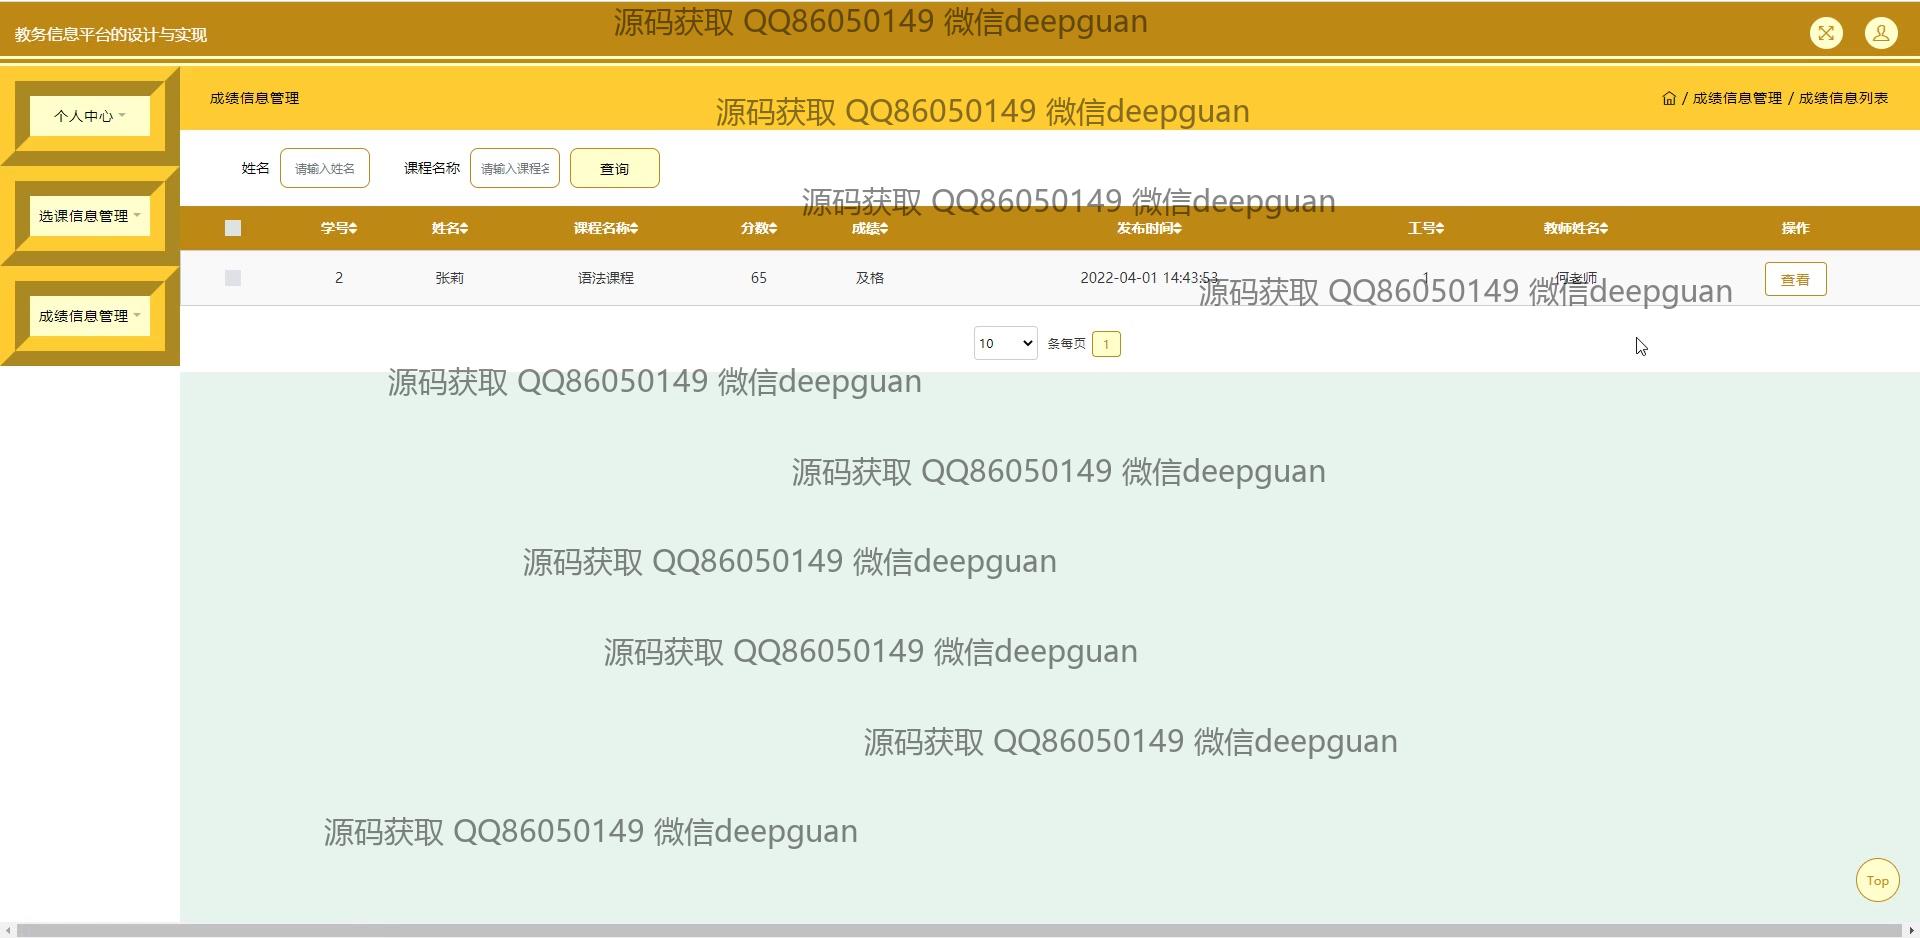 源码获取 QQ86050149 微信deepguan
教务信息平台的设计与实现
个人中心
选课信息管理
成绩信息管理
成绩信息管理
源码获取 QQ86050149 微信deepguan
/ 成绩信息管理 / 成绩信息列表
姓名 请输入姓名 课程名称 请输入课程名 查询
源码获取 QQ86050149 微信deepguan
学号 姓名 课程名称 分数 成绩 发布时间 工号 教师姓名 操作
2 张莉 语法课程 65 及格 2022-04-01 14:43:53 1 何老师 查看
源码获取 QQ86050149 微信deepguan
10 条每页 1
源码获取 QQ86050149 微信deepguan
源码获取 QQ86050149 微信deepguan
源码获取 QQ86050149 微信deepguan
源码获取 QQ86050149 微信deepguan
源码获取 QQ86050149 微信deepguan
源码获取 QQ86050149 微信deepguan
Top